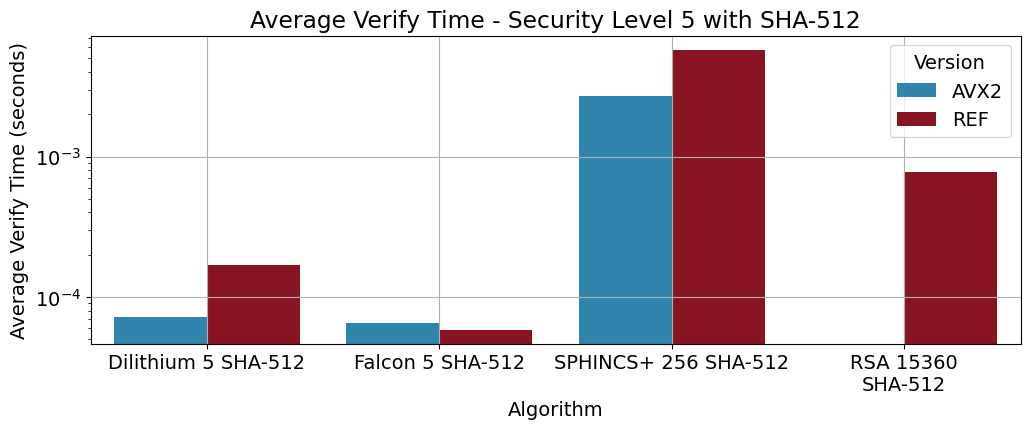 Average Verify Time - Security Level 5 with SHA-512
Average Verify Time (seconds)
10⁻³
10⁻⁴
Version
AVX2
REF
Dilithium 5 SHA-512
Falcon 5 SHA-512
SPHINCS+ 256 SHA-512
RSA 15360
SHA-512
Algorithm